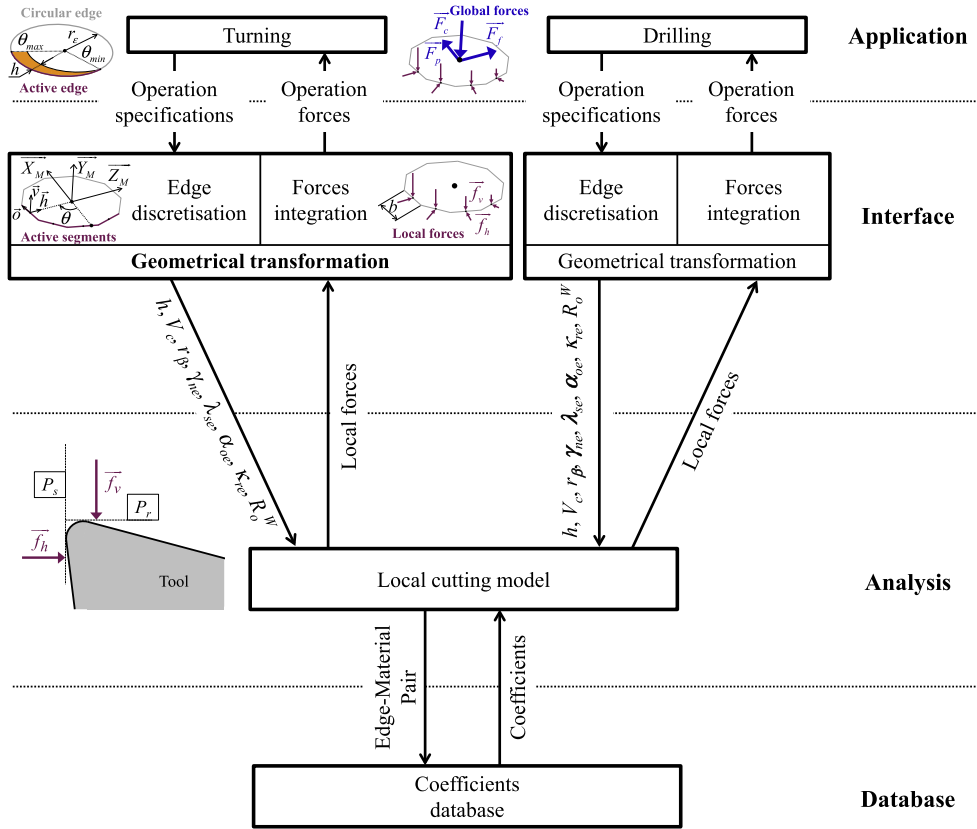 Circular edge
θmax
rε
θmin
h
Active edge
Turning
Global forces
Fc
Fp
Ff
Drilling
Application
Operation
specifications
Operation
forces
Operation
specifications
Operation
forces
XM
YM
ZM
v
h
o
θ
Active segments
Edge
discretisation
Forces
integration
b
fv
fh
Local forces
Geometrical transformation
Edge
discretisation
Forces
integration
Geometrical transformation
Interface
h, Vc, rβ, γne, λse, αoe, κre, RoW
Local forces
h, Vc, rβ, γne, λse, αoe, κre, RoW
Local forces
Ps
fv
Pr
fh
Tool
Local cutting model
Analysis
Edge-Material
Pair
Coefficients
Coefficients
database
Database